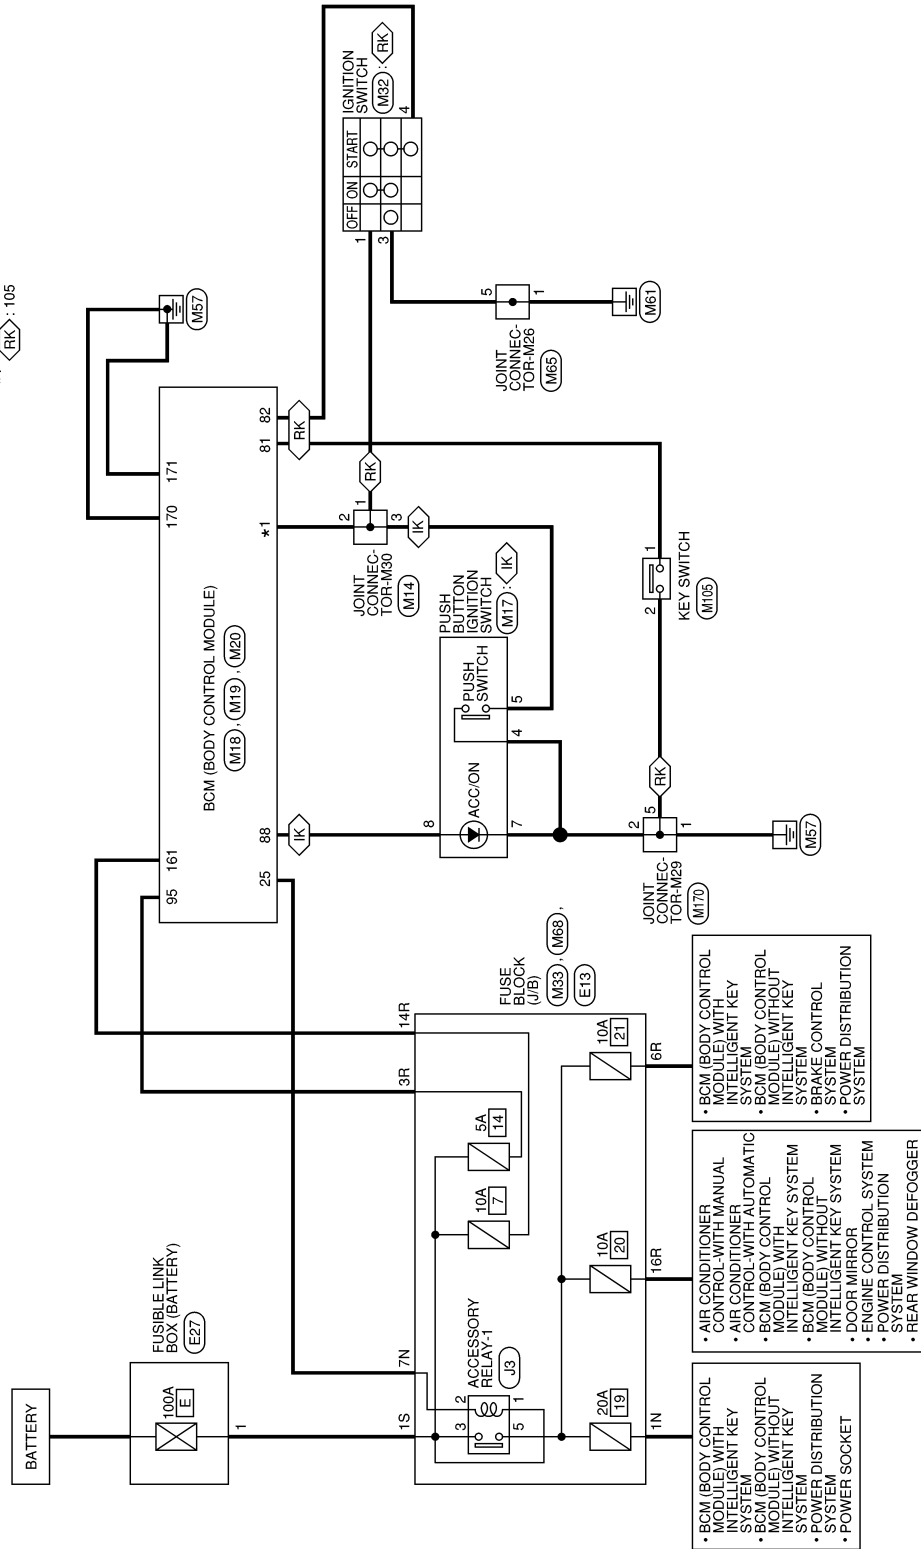 BATTERY
100A
E
FUSIBLE LINK
BOX (BATTERY)
E27
1
1S
7N
3R
14R
FUSE
BLOCK
(J/B)
M33 , M68 ,
E13
ACCESSORY
RELAY-1
J3
2
3
1
5
10A
7
5A
14
20A
19
10A
20
10A
21
1N
16R
6R
• BCM (BODY CONTROL
MODULE) WITH
INTELLIGENT KEY
SYSTEM
• BCM (BODY CONTROL
MODULE) WITHOUT
INTELLIGENT KEY
SYSTEM
• POWER DISTRIBUTION
SYSTEM
• POWER SOCKET
• AIR CONDITIONER
CONTROL-WITH MANUAL
• AIR CONDITIONER
CONTROL-WITH AUTOMATIC
• BCM (BODY CONTROL
MODULE) WITH
INTELLIGENT KEY SYSTEM
• BCM (BODY CONTROL
MODULE) WITHOUT
INTELLIGENT KEY SYSTEM
• DOOR MIRROR
• ENGINE CONTROL SYSTEM
• POWER DISTRIBUTION
SYSTEM
• REAR WINDOW DEFOGGER
• BCM (BODY CONTROL
MODULE) WITH
INTELLIGENT KEY
SYSTEM
• BCM (BODY CONTROL
MODULE) WITHOUT
INTELLIGENT KEY
SYSTEM
• BRAKE CONTROL
SYSTEM
• POWER DISTRIBUTION
SYSTEM
95
161
170
171
BCM (BODY CONTROL MODULE)
M18 , M19 , M20
25
88
*1
81
82
IK
RK
M57
RK : 105
8
ACC/ON
PUSH
SWITCH
7
4
5
PUSH
BUTTON
IGNITION
SWITCH
M17 : IK
JOINT
CONNEC-
TOR-M30
M14
2
1
3
IK
RK
JOINT
CONNEC-
TOR-M29
M170
2
5
1
RK
M57
2
1
KEY SWITCH
M105
JOINT
CONNEC-
TOR-M26
M65
5
1
M61
IGNITION
SWITCH
M32 : RK
OFF
ON
START
1
3
4